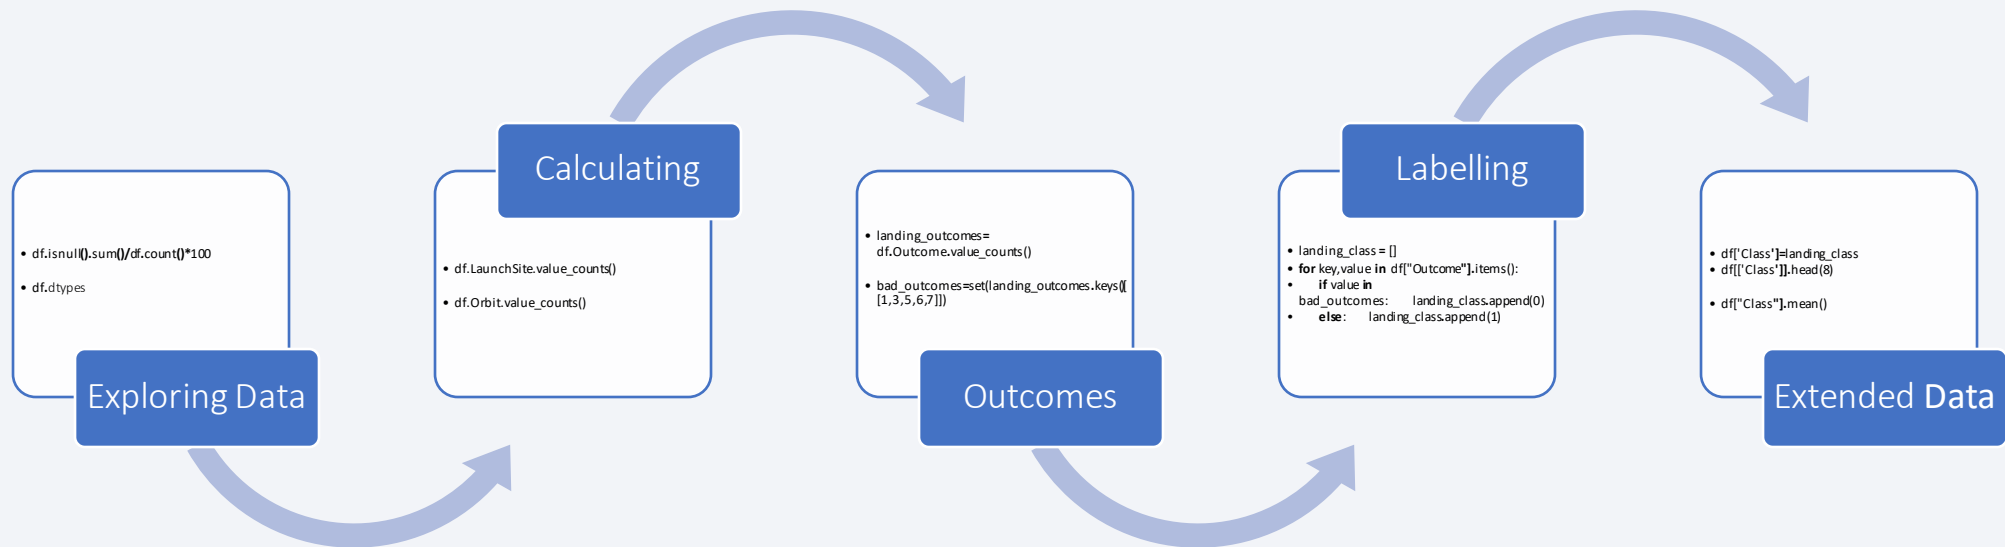 • df.isnull().sum()/df.count()*100
• df.dtypes
Exploring Data
Calculating
• df.LaunchSite.value_counts()
• df.Orbit.value_counts()
• landing_outcomes=
df.Outcome.value_counts()
• bad_outcomes=set(landing_outcomes.keys()[
[1,3,5,6,7]])
Outcomes
Labelling
• landing_class = []
• for key,value in df["Outcome"].items():
• if value in
bad_outcomes: landing_class.append(0)
• else: landing_class.append(1)
• df['Class']=landing_class
• df[['Class']].head(8)
• df["Class"].mean()
Extended Data